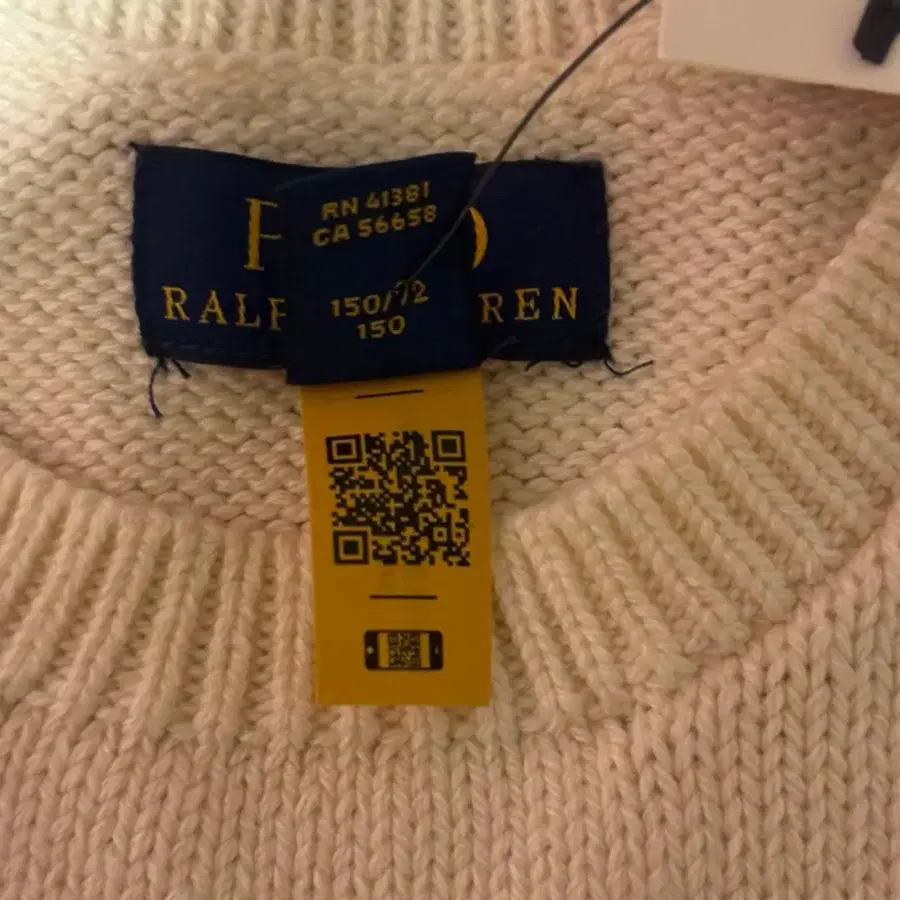 P O
RALP REN
RN 41381
CA 56658
150/72
150